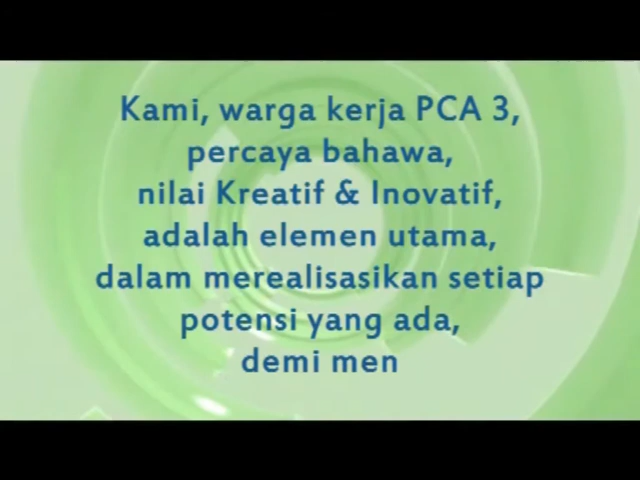 Kami, warga kerja PCA 3,
percaya bahawa,
nilai Kreatif & Inovatif,
adalah elemen utama,
dalam merealisasikan setiap
potensi yang ada,
demi men